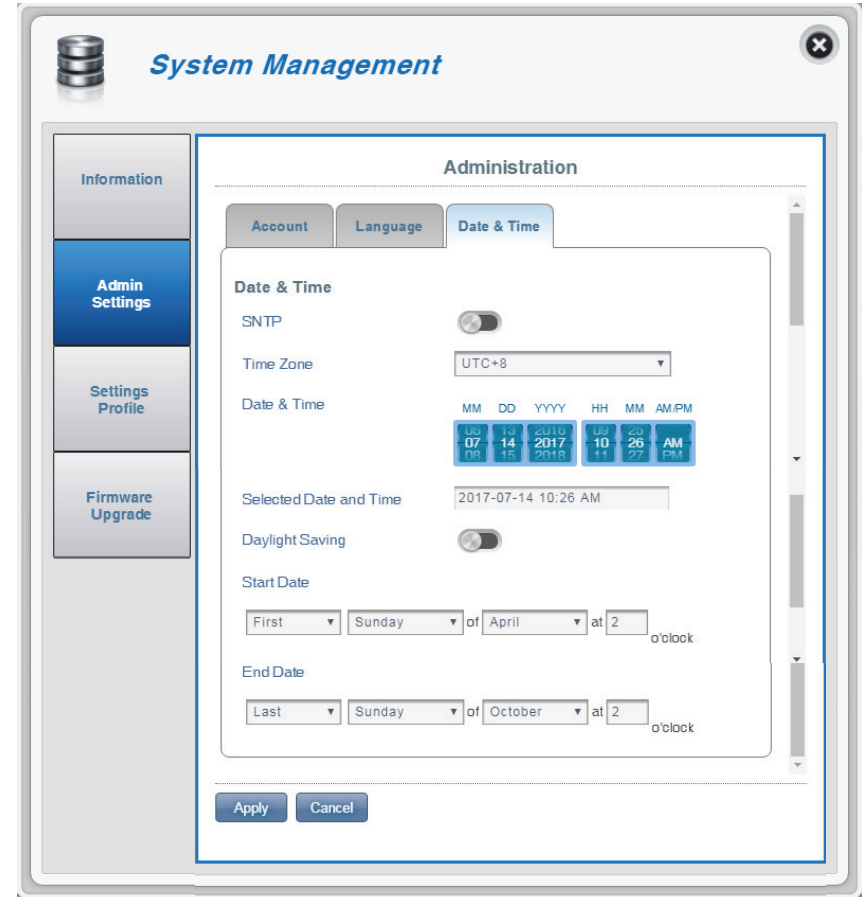 System Management
Information
Admin
Settings
Settings
Profile
Firmware
Upgrade
Administration
Account Language Date & Time
Date & Time
SNTP
Time Zone UTC+8
Date & Time MM DD YYYY HH MM AM/PM
06 13 2016 09 25
07 14 2017 10 26 AM
08 15 2018 11 27 PM
Selected Date and Time 2017-07-14 10:26 AM
Daylight Saving
Start Date
First Sunday of April at 2 o'clock
End Date
Last Sunday of October at 2 o'clock
Apply Cancel